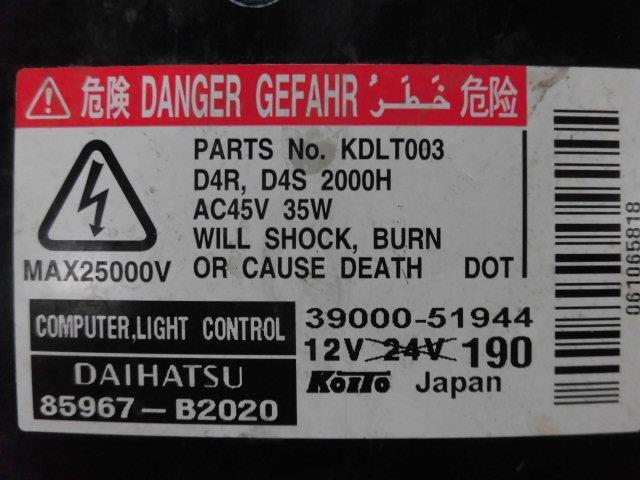 危険 DANGER GEFAHR خَطَرُ 危险
PARTS No. KDLT003
D4R, D4S 2000H
AC45V 35W
WILL SHOCK, BURN
OR CAUSE DEATH DOT
MAX25000V
COMPUTER,LIGHT CONTROL
DAIHATSU
85967-B2020
39000-51944
12V 24V 190
KOITO Japan
061065818